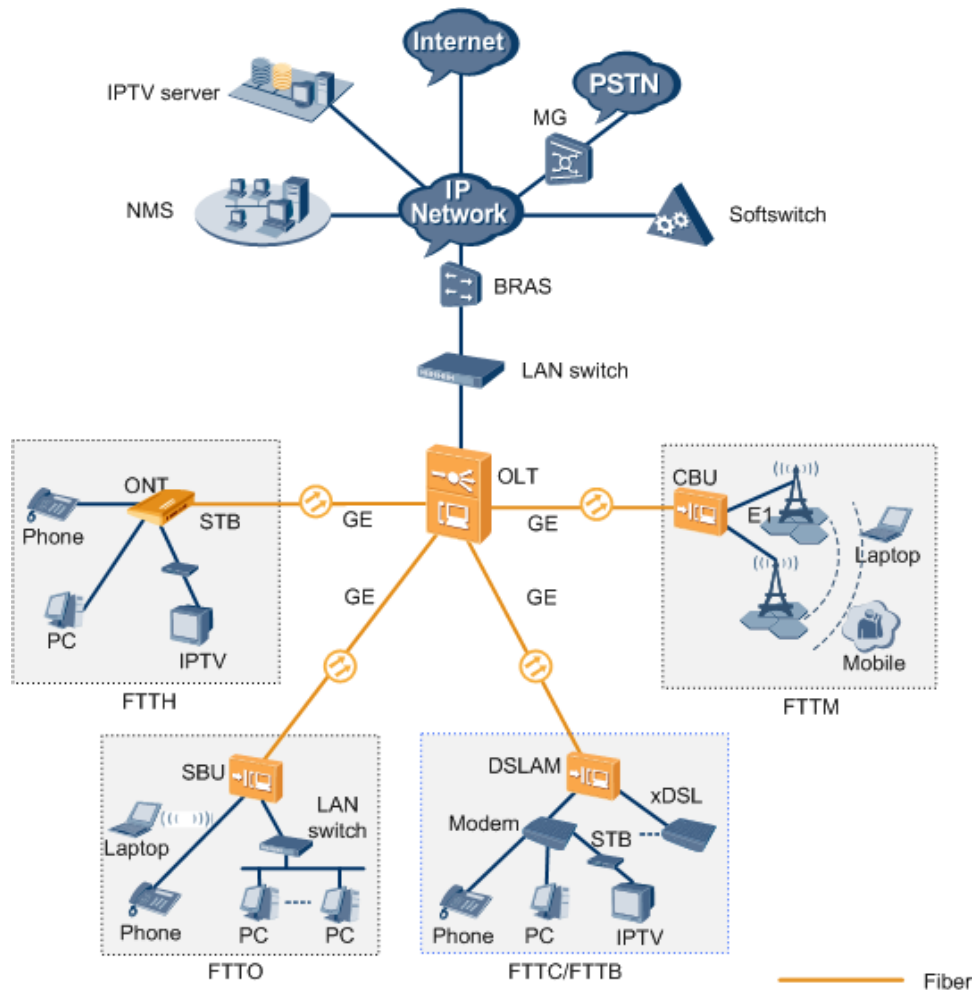 Internet
IPTV server
PSTN
MG
NMS
IP
Network
Softswitch
BRAS
LAN switch
OLT
ONT
STB
GE
Phone
PC
IPTV
FTTH
CBU
GE
E1
Laptop
Mobile
FTTM
GE
GE
SBU
LAN
switch
Laptop
Phone
PC
PC
FTTO
DSLAM
xDSL
Modem
STB
Phone
PC
IPTV
FTTC/FTTB
Fiber